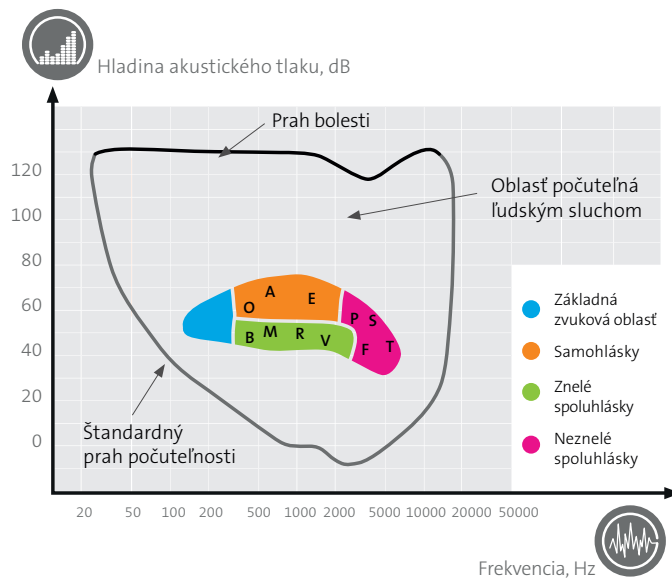 Hladina akustického tlaku, dB
Prah bolesti
120
Oblasť počuteľná
ľudským sluchom
100
80
60
40
20
0
O A E
B M R V
P S
F T
Štandardný
prah počuteľnosti
Základná
zvuková oblasť
Samohlásky
Znelé
spoluhlásky
Neznelé
spoluhlásky
20 50 100 200 500 1000 2000 5000 10000 20000 50000
Frekvencia, Hz